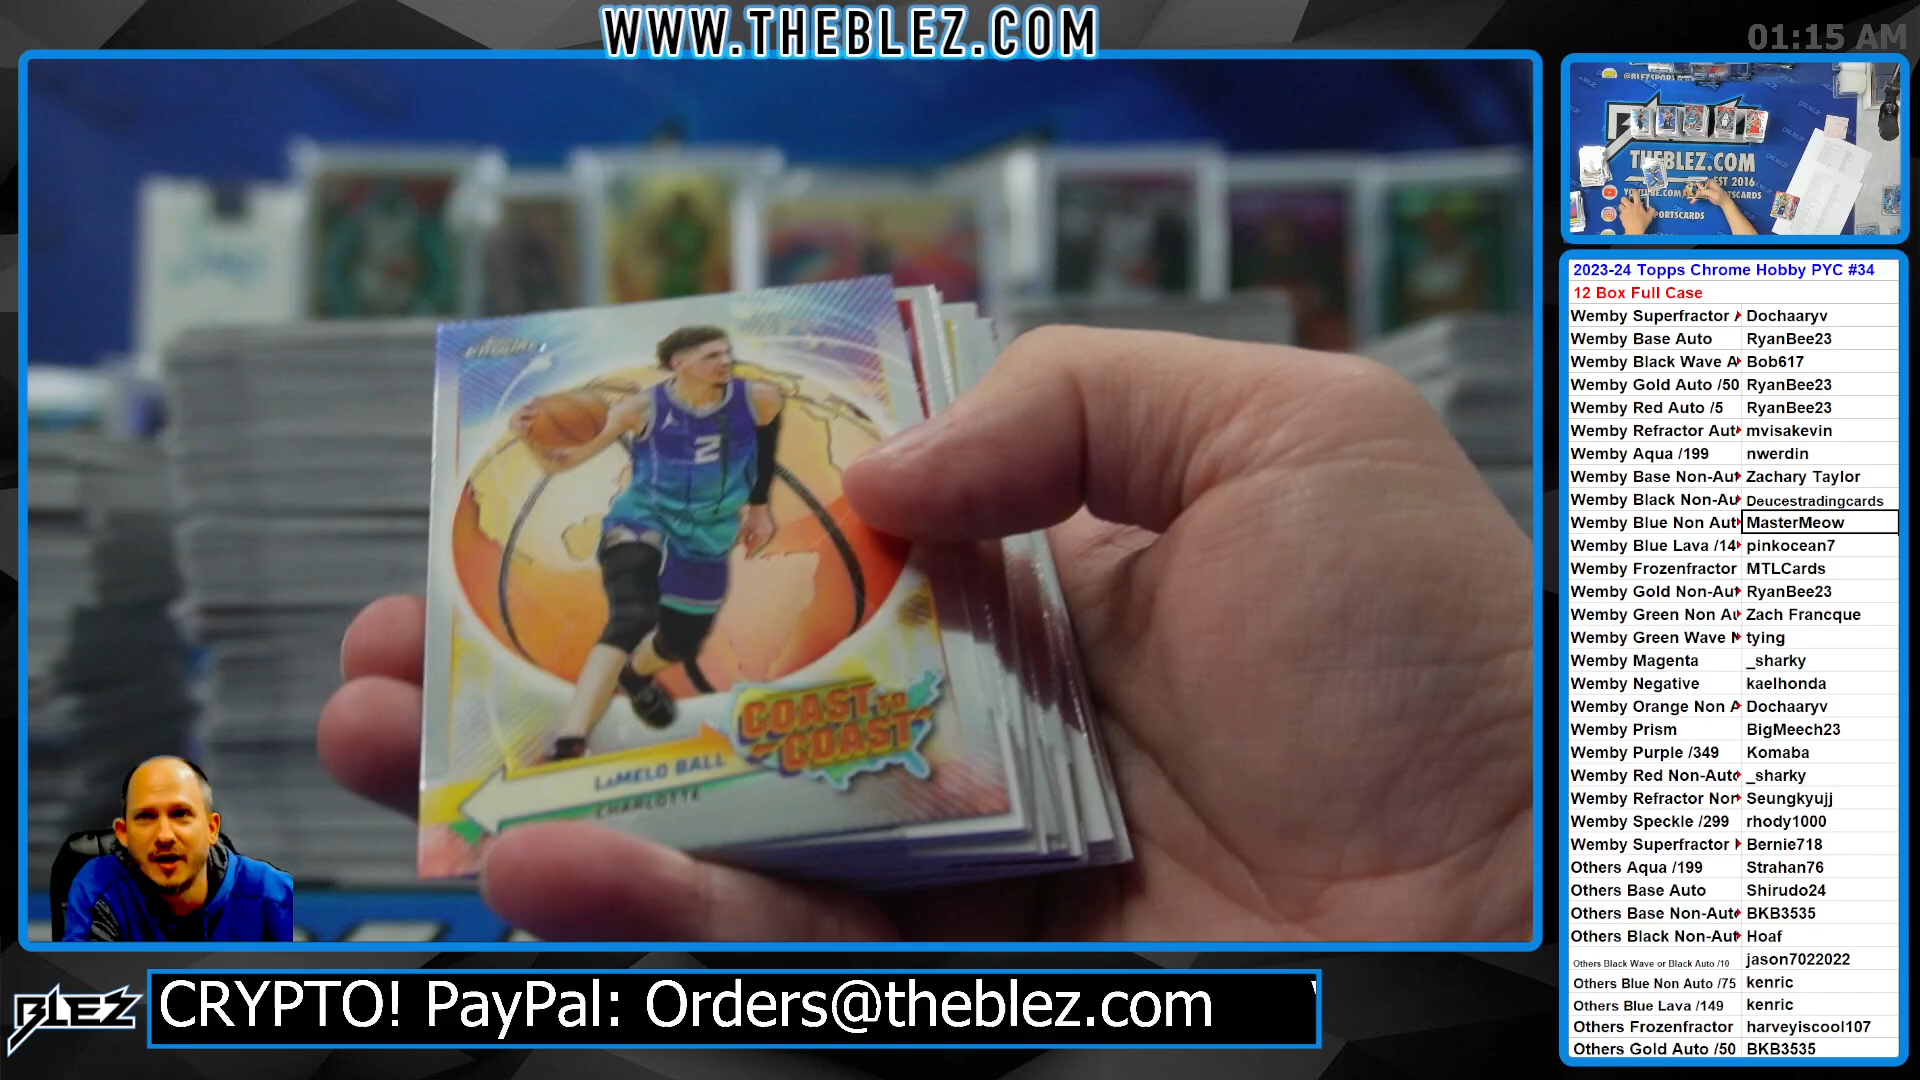 WWW.THEBLEZ.COM
01:15 AM
THEBLEZ.COM
EST 2016
2
COAST TO
COAST
LAMELO BALL
CHARLOTTE
2023-24 Topps Chrome Hobby PYC #34
12 Box Full Case
Wemby Superfractor Dochaaryv
Wemby Base Auto RyanBee23
Wemby Black Wave A Bob617
Wemby Gold Auto /50 RyanBee23
Wemby Red Auto /5 RyanBee23
Wemby Refractor Aut mvisakevin
Wemby Aqua /199 nwerdin
Wemby Base Non-Aut Zachary Taylor
Wemby Black Non-Au Deucestradingcards
Wemby Blue Non Aut MasterMeow
Wemby Blue Lava /14 pinkocean7
Wemby Frozenfractor MTLCards
Wemby Gold Non-Aut RyanBee23
Wemby Green Non Au Zach Francque
Wemby Green Wave N tying
Wemby Magenta _sharky
Wemby Negative kaelhonda
Wemby Orange Non A Dochaaryv
Wemby Prism BigMeech23
Wemby Purple /349 Komaba
Wemby Red Non-Auto _sharky
Wemby Refractor Non Seungkyujj
Wemby Speckle /299 rhody1000
Wemby Superfractor Bernie718
Others Aqua /199 Strahan76
Others Base Auto Shirudo24
Others Base Non-Aut BKB3535
Others Black Non-Aut Hoaf
Others Black Wave or Black Auto /10 jason7022022
Others Blue Non Auto /75 kenric
Others Blue Lava /149 kenric
Others Frozenfractor harveyiscool107
Others Gold Auto /50 BKB3535
BLEZ
CRYPTO! PayPal: Orders@theblez.com